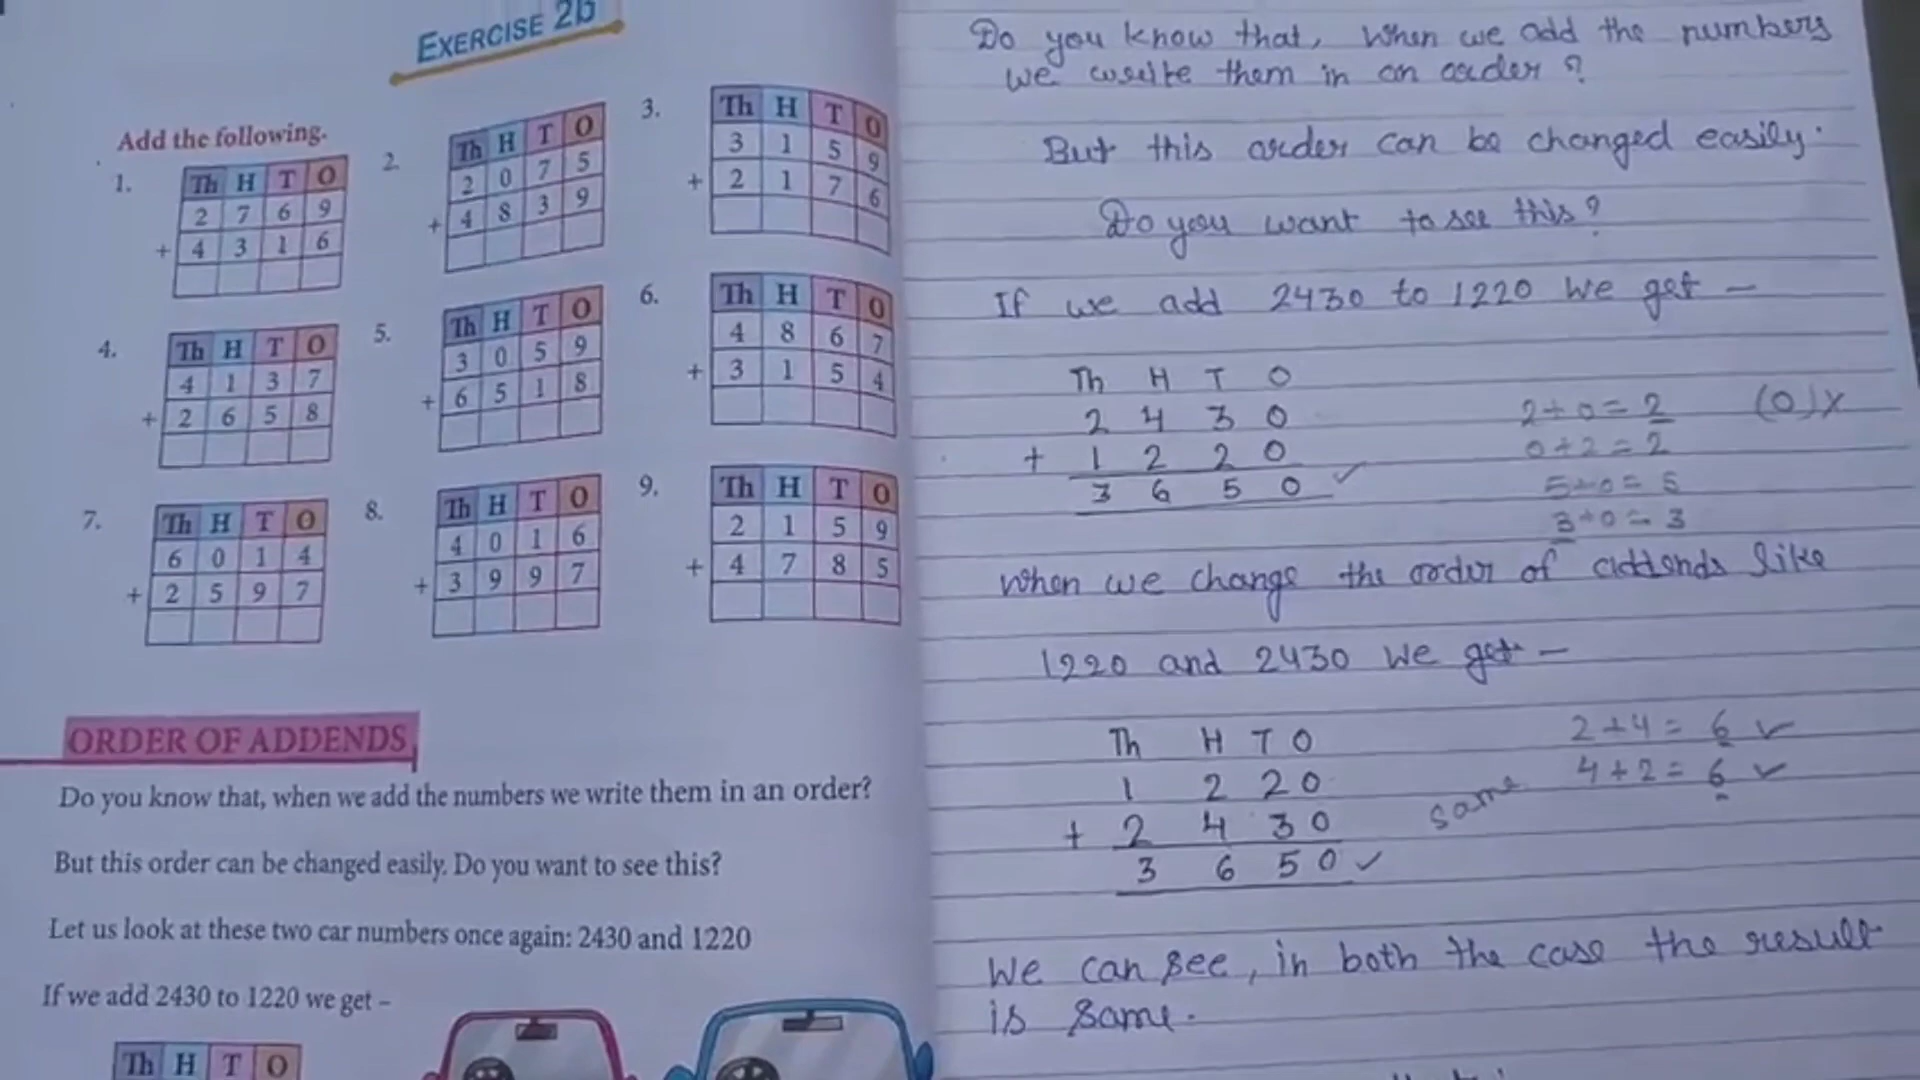 EXERCISE 2b
Add the following.
1.
Th H T O
2 7 6 9
+ 4 3 1 6
2.
Th H T O
2 0 7 5
+ 4 8 3 9
3.
Th H T O
3 1 5 9
+ 2 1 7 6
4.
Th H T O
4 1 3 7
+ 2 6 5 8
5.
Th H T O
3 0 5 9
+ 6 5 1 8
6.
Th H T O
4 8 6 7
+ 3 1 5 4
7.
Th H T O
6 0 1 4
+ 2 5 9 7
8.
Th H T O
4 0 1 6
+ 3 9 9 7
9.
Th H T O
2 1 5 9
+ 4 7 8 5
ORDER OF ADDENDS
Do you know that, when we add the numbers we write them in an order?
But this order can be changed easily. Do you want to see this?
Let us look at these two car numbers once again: 2430 and 1220
If we add 2430 to 1220 we get –
Th H T O
Do you know that, when we add the numbers
we write them in an order ?
But this order can be changed easily.
Do you want to see this ?
If we add 2430 to 1220 we get –
Th H T O
2 4 3 0
+ 1 2 2 0
3 6 5 0 ✓
2+0=2 (0)x
0+2=2
5+0=5
3+0=3
When we change the order of addends like
1220 and 2430 we get –
Th H T O
1 2 2 0
+ 2 4 3 0
3 6 5 0 ✓
2+4=6 ✓
4+2=6 ✓
same
We can see, in both the case the result
is same.